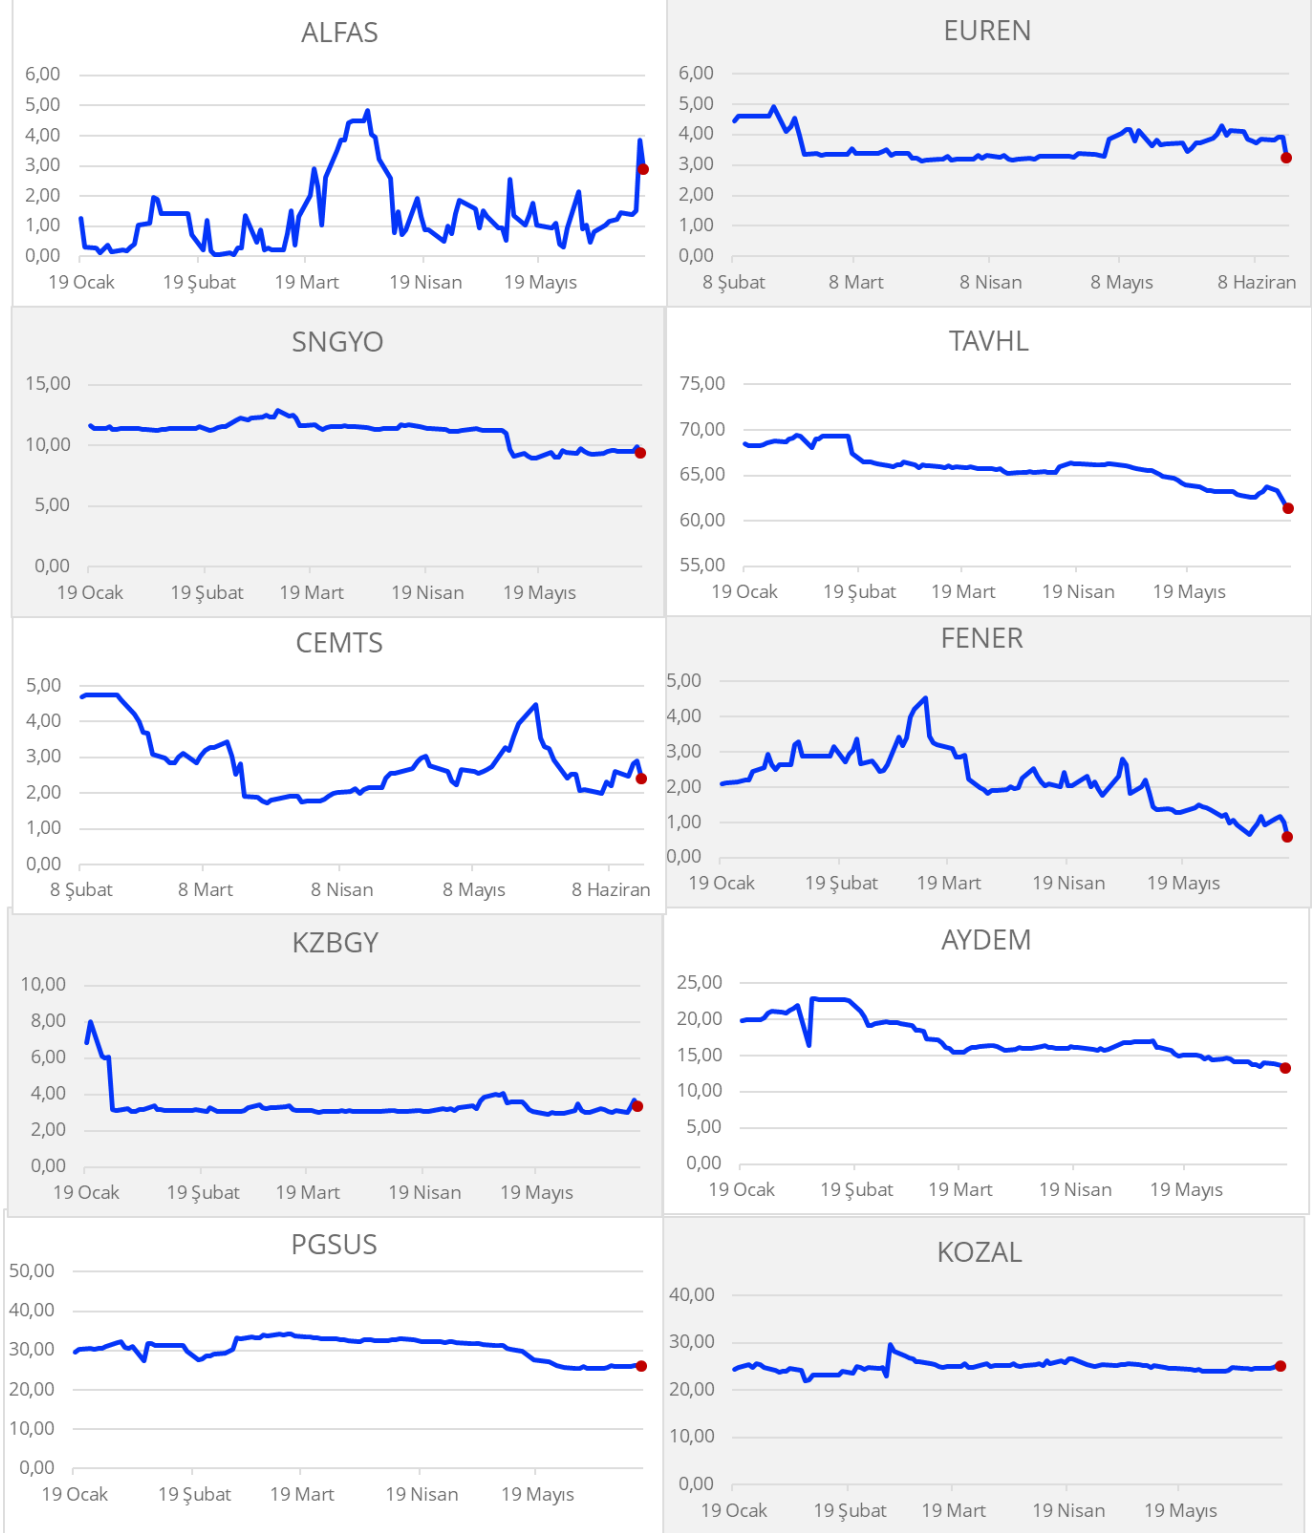 ALFAS
6,00
5,00
4,00
3,00
2,00
1,00
0,00
19 Ocak 19 Şubat 19 Mart 19 Nisan 19 Mayıs
EUREN
6,00
5,00
4,00
3,00
2,00
1,00
0,00
8 Şubat 8 Mart 8 Nisan 8 Mayıs 8 Haziran
SNGYO
15,00
10,00
5,00
0,00
19 Ocak 19 Şubat 19 Mart 19 Nisan 19 Mayıs
TAVHL
75,00
70,00
65,00
60,00
55,00
19 Ocak 19 Şubat 19 Mart 19 Nisan 19 Mayıs
CEMTS
5,00
4,00
3,00
2,00
1,00
0,00
8 Şubat 8 Mart 8 Nisan 8 Mayıs 8 Haziran
FENER
5,00
4,00
3,00
2,00
1,00
0,00
19 Ocak 19 Şubat 19 Mart 19 Nisan 19 Mayıs
KZBGY
10,00
8,00
6,00
4,00
2,00
0,00
19 Ocak 19 Şubat 19 Mart 19 Nisan 19 Mayıs
AYDEM
25,00
20,00
15,00
10,00
5,00
0,00
19 Ocak 19 Şubat 19 Mart 19 Nisan 19 Mayıs
PGSUS
50,00
40,00
30,00
20,00
10,00
0,00
19 Ocak 19 Şubat 19 Mart 19 Nisan 19 Mayıs
KOZAL
40,00
30,00
20,00
10,00
0,00
19 Ocak 19 Şubat 19 Mart 19 Nisan 19 Mayıs